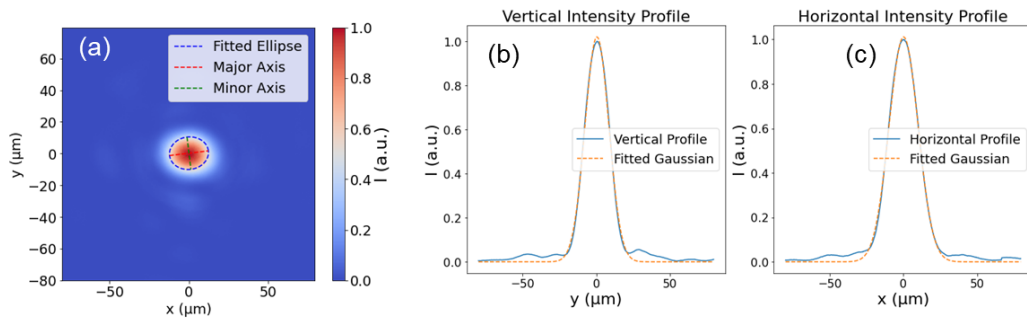 (a)
Fitted Ellipse
Major Axis
Minor Axis
80
60
40
20
0
−20
−40
−60
−80
y (μm)
−50
0
50
x (μm)
1.0
0.8
0.6
0.4
0.2
0.0
I (a.u.)
Vertical Intensity Profile
(b)
Vertical Profile
Fitted Gaussian
1.0
0.8
0.6
0.4
0.2
0.0
I (a.u.)
−50
0
50
y (μm)
Horizontal Intensity Profile
(c)
Horizontal Profile
Fitted Gaussian
1.0
0.8
0.6
0.4
0.2
0.0
I (a.u.)
−50
0
50
x (μm)